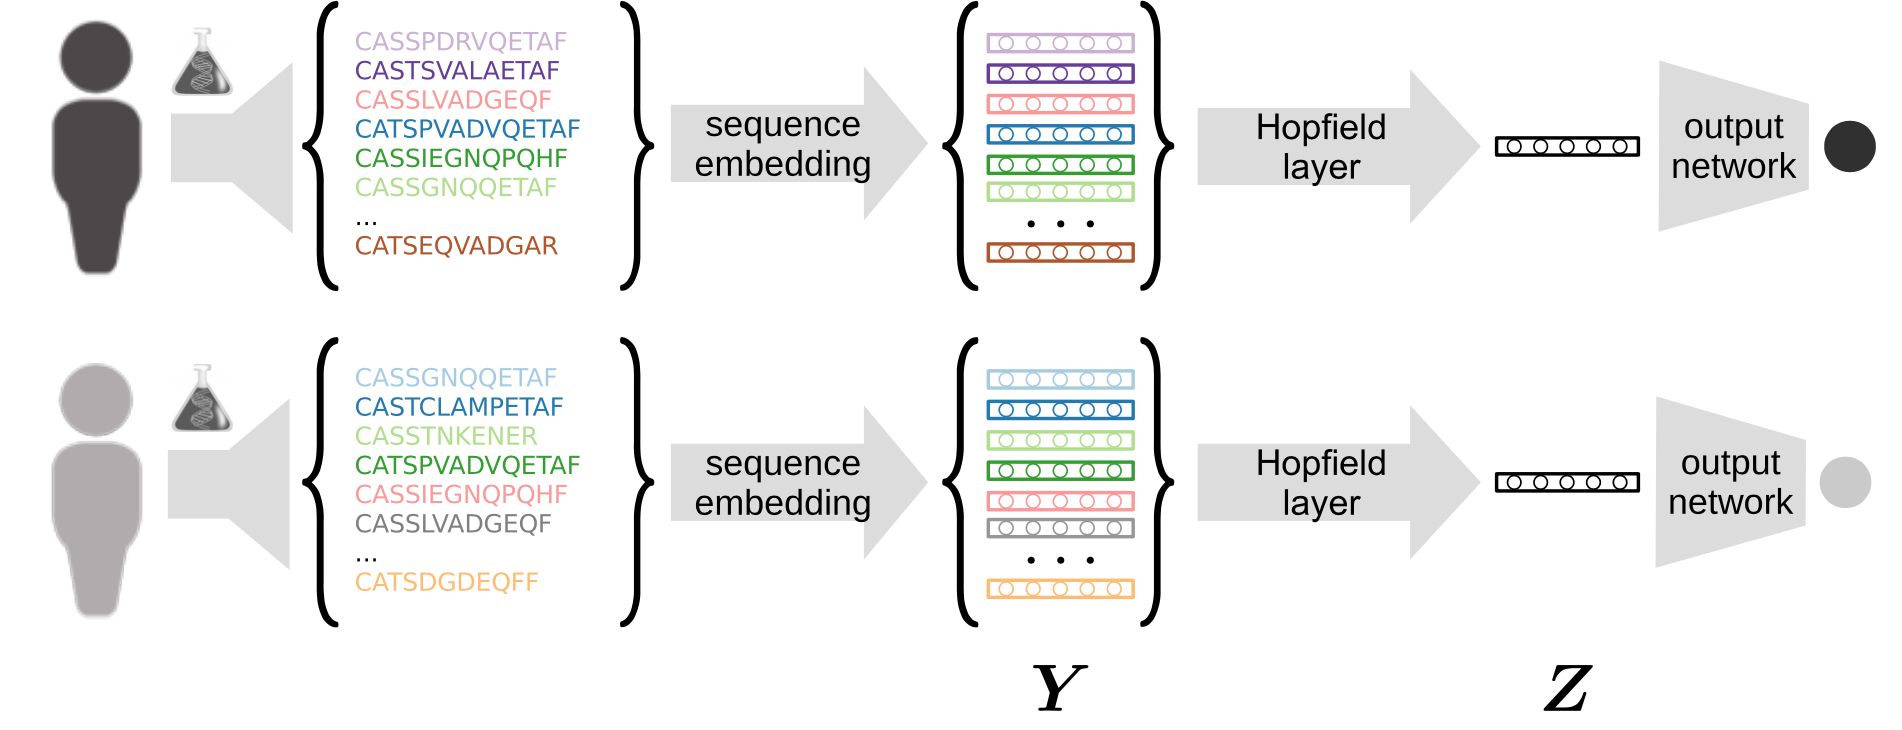 CASSPDRVQETAF
CASTSVALAETAF
CASSLVADGEQF
CATSPVADVQETAF
CASSIEGNQPQHF
CASSGNQQETAF
...
CATSEQVADGAR
sequence
embedding
. . .
Hopfield
layer
output
network
CASSGNQQETAF
CASTCLAMPETAF
CASSTNKENER
CATSPVADVQETAF
CASSIEGNQPQHF
CASSLVADGEQF
...
CATSDGDEQFF
sequence
embedding
. . .
Hopfield
layer
output
network
Y
Z